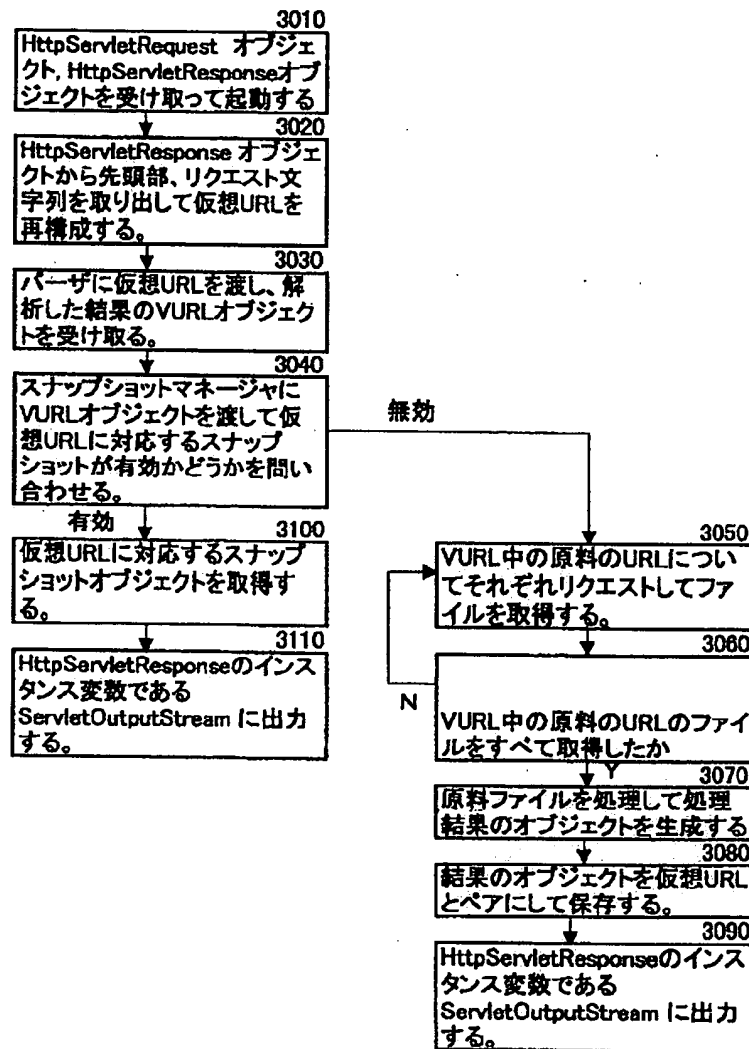 3010
HttpServletRequest オブジェ
クト, HttpServletResponseオブ
ジェクトを受け取って起動する
3020
HttpServletResponse オブジェ
クトから先頭部、リクエスト文
字列を取り出して仮想URLを
再構成する。
3030
パーザに仮想URLを渡し、解
析した結果のVURLオブジェク
トを受け取る。
3040
スナップショットマネージャに
VURLオブジェクトを渡して仮
想URLに対応するスナップ
ショットが有効かどうかを問い
合わせる。
無効
有効
3100
仮想URLに対応するスナップ
ショットオブジェクトを取得す
る。
3110
HttpServletResponseのインス
タンス変数である
ServletOutputStream に出力
する。
3050
VURL中の原料のURLについ
てそれぞれリクエストしてファ
イルを取得する。
3060
N
VURL中の原料のURLのファイ
ルをすべて取得したか
Y
3070
原料ファイルを処理して処理
結果のオブジェクトを生成する
3080
結果のオブジェクトを仮想URL
とペアにして保存する。
3090
HttpServletResponseのインス
タンス変数である
ServletOutputStream に出力
する。